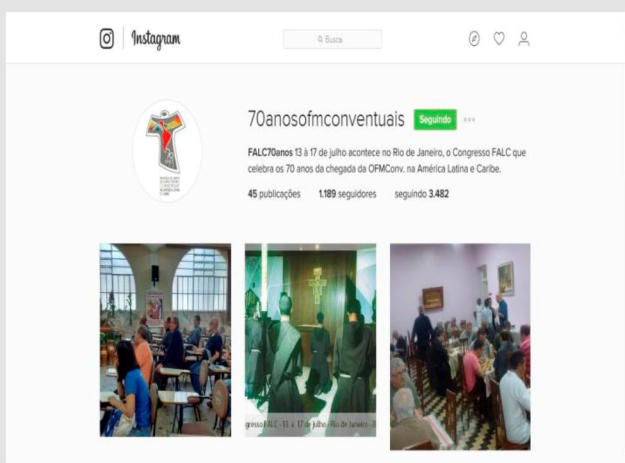 Instagram
Busca
70anosofmconventuais Seguindo
FALC70anos 13 à 17 de julho acontece no Rio de Janeiro, o Congresso FALC que
celebra os 70 anos da chegada da OFMConv. na América Latina e Caribe.
45 publicações 1.189 seguidores seguindo 3.482
gresso FALC - 13 a 17 de julho - Rio de Janeiro - B